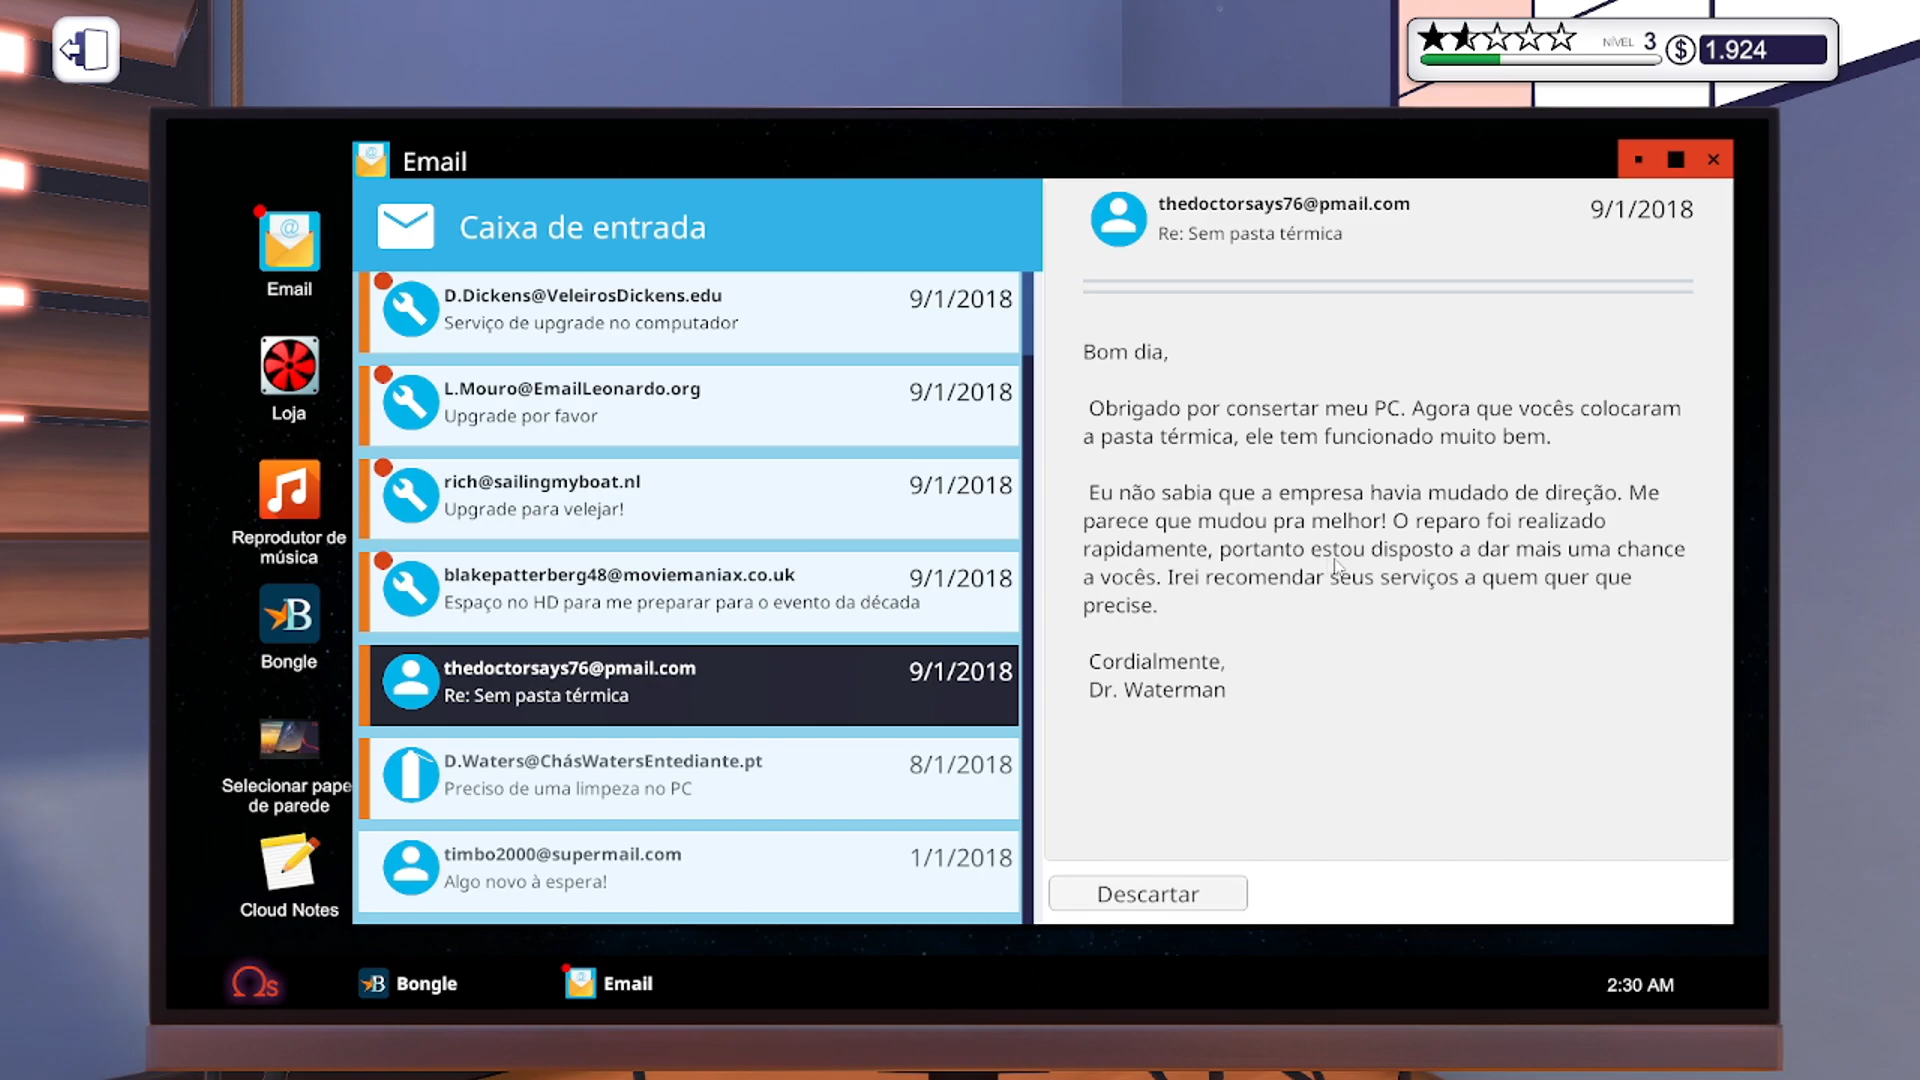 NÍVEL 3
$ 1.924
Email
Email
Loja
Reprodutor de
música
B
Bongle
Selecionar pape
de parede
Cloud Notes
Caixa de entrada
D.Dickens@VeleirosDickens.edu 9/1/2018
Serviço de upgrade no computador
L.Mouro@EmailLeonardo.org 9/1/2018
Upgrade por favor
rich@sailingmyboat.nl 9/1/2018
Upgrade para velejar!
blakepatterberg48@moviemaniax.co.uk 9/1/2018
Espaço no HD para me preparar para o evento da década
thedoctorsays76@pmail.com 9/1/2018
Re: Sem pasta térmica
D.Waters@ChásWatersEntediante.pt 8/1/2018
Preciso de uma limpeza no PC
timbo2000@supermail.com 1/1/2018
Algo novo à espera!
thedoctorsays76@pmail.com 9/1/2018
Re: Sem pasta térmica
Bom dia,
Obrigado por consertar meu PC. Agora que vocês colocaram
a pasta térmica, ele tem funcionado muito bem.
Eu não sabia que a empresa havia mudado de direção. Me
parece que mudou pra melhor! O reparo foi realizado
rapidamente, portanto estou disposto a dar mais uma chance
a vocês. Irei recomendar seus serviços a quem quer que
precise.
Cordialmente,
Dr. Waterman
Descartar
Ωs
B Bongle
Email
2:30 AM